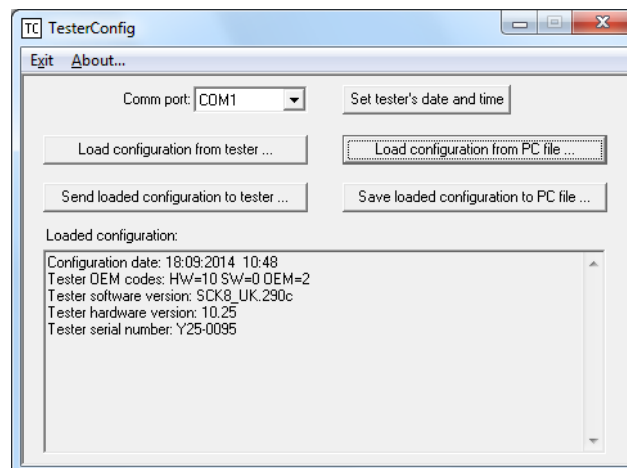 TC TesterConfig
Exit About...
Comm port: COM1 Set tester's date and time
Load configuration from tester ... Load configuration from PC file ...
Send loaded configuration to tester ... Save loaded configuration to PC file ...
Loaded configuration:
Configuration date: 18:09:2014 10:48
Tester OEM codes: HW=10 SW=0 OEM=2
Tester software version: SCK8_UK.290c
Tester hardware version: 10.25
Tester serial number: Y25-0095